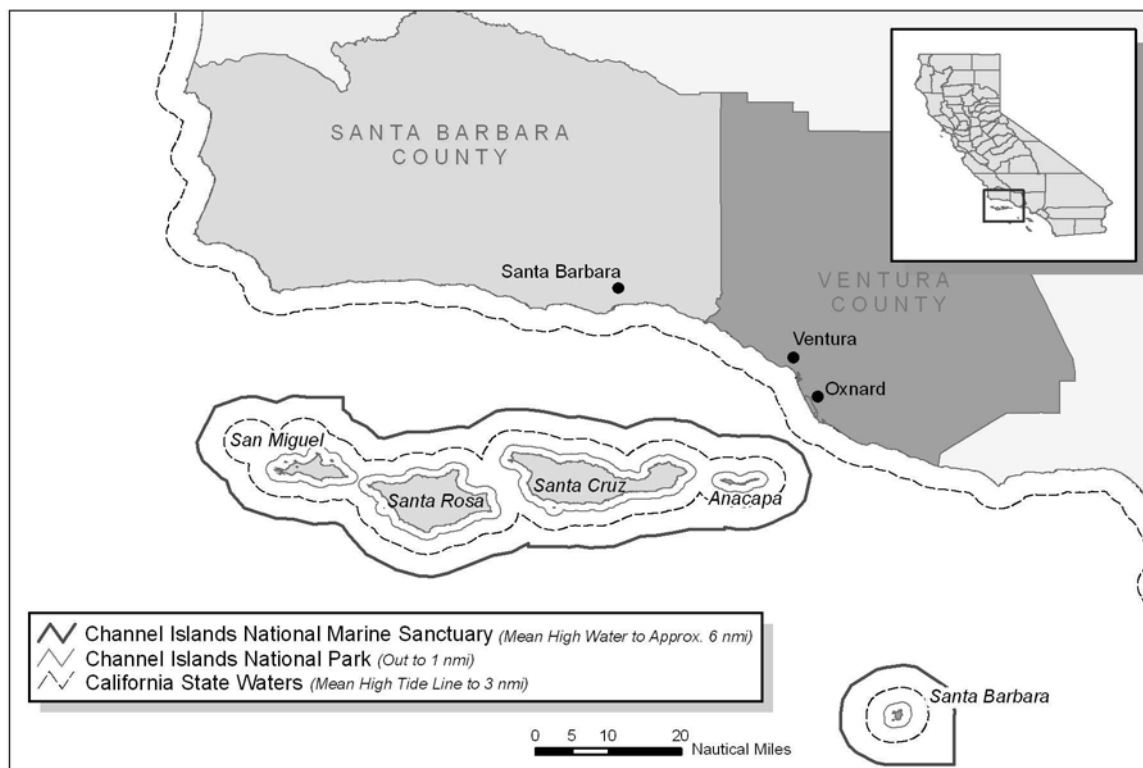 SANTA BARBARA
COUNTY
Santa Barbara
VENTURA
COUNTY
Ventura
Oxnard
San Miguel
Santa Rosa
Santa Cruz
Anacapa
Channel Islands National Marine Sanctuary (Mean High Water to Approx. 6 nmi)
Channel Islands National Park (Out to 1 nmi)
California State Waters (Mean High Tide Line to 3 nmi)
Santa Barbara
0 5 10 20
Nautical Miles